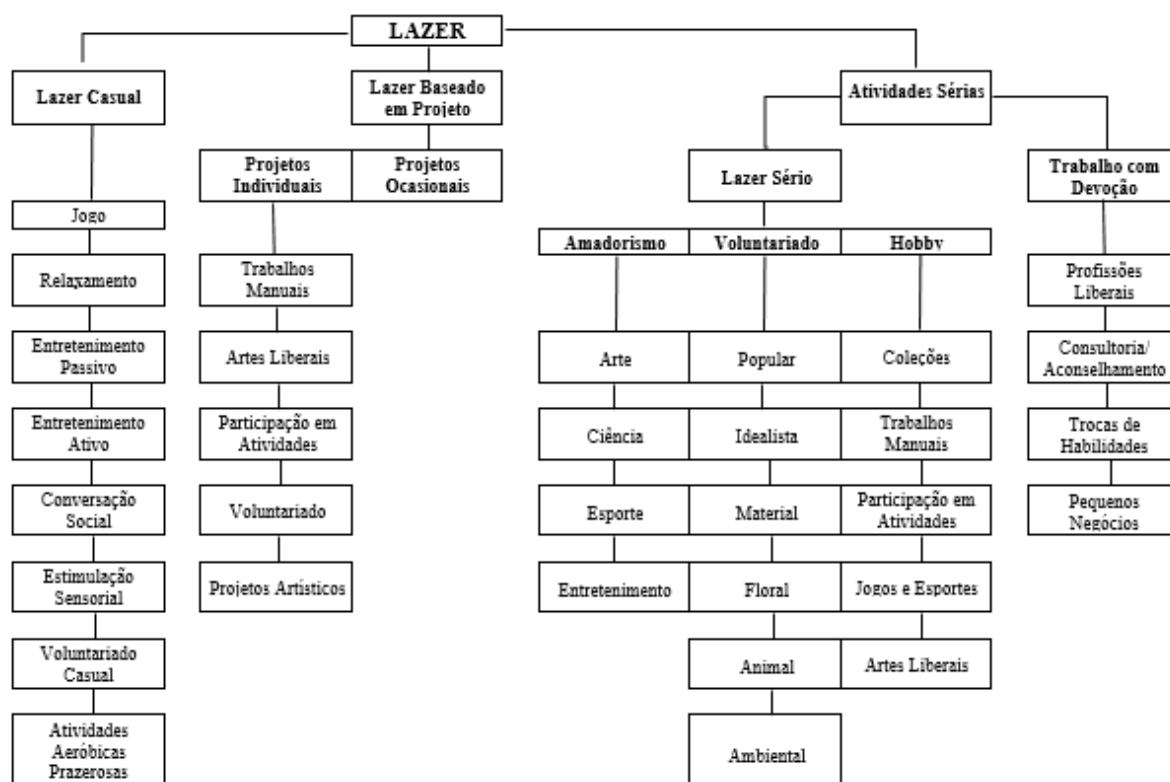 LAZER
Lazer Casual
Lazer Baseado
em Projeto
Atividades Sérias
Projetos
Individuais
Projetos
Ocasionais
Lazer Sério
Trabalho com
Devoção
Jogo
Amadorismo
Voluntariado
Hobby
Relaxamento
Trabalhos
Manuais
Profissões
Liberais
Entretenimento
Passivo
Artes Liberais
Arte
Popular
Coleções
Consultoria/
Aconselhamento
Entretenimento
Ativo
Participação em
Atividades
Ciência
Idealista
Trabalhos
Manuais
Trocas de
Habilidades
Conversação
Social
Voluntariado
Esporte
Material
Participação em
Atividades
Pequenos
Negócios
Estimulação
Sensorial
Projetos Artísticos
Entretenimento
Floral
Jogos e Esportes
Voluntariado
Casual
Animal
Artes Liberais
Atividades
Aeróbicas
Prazerosas
Ambiental